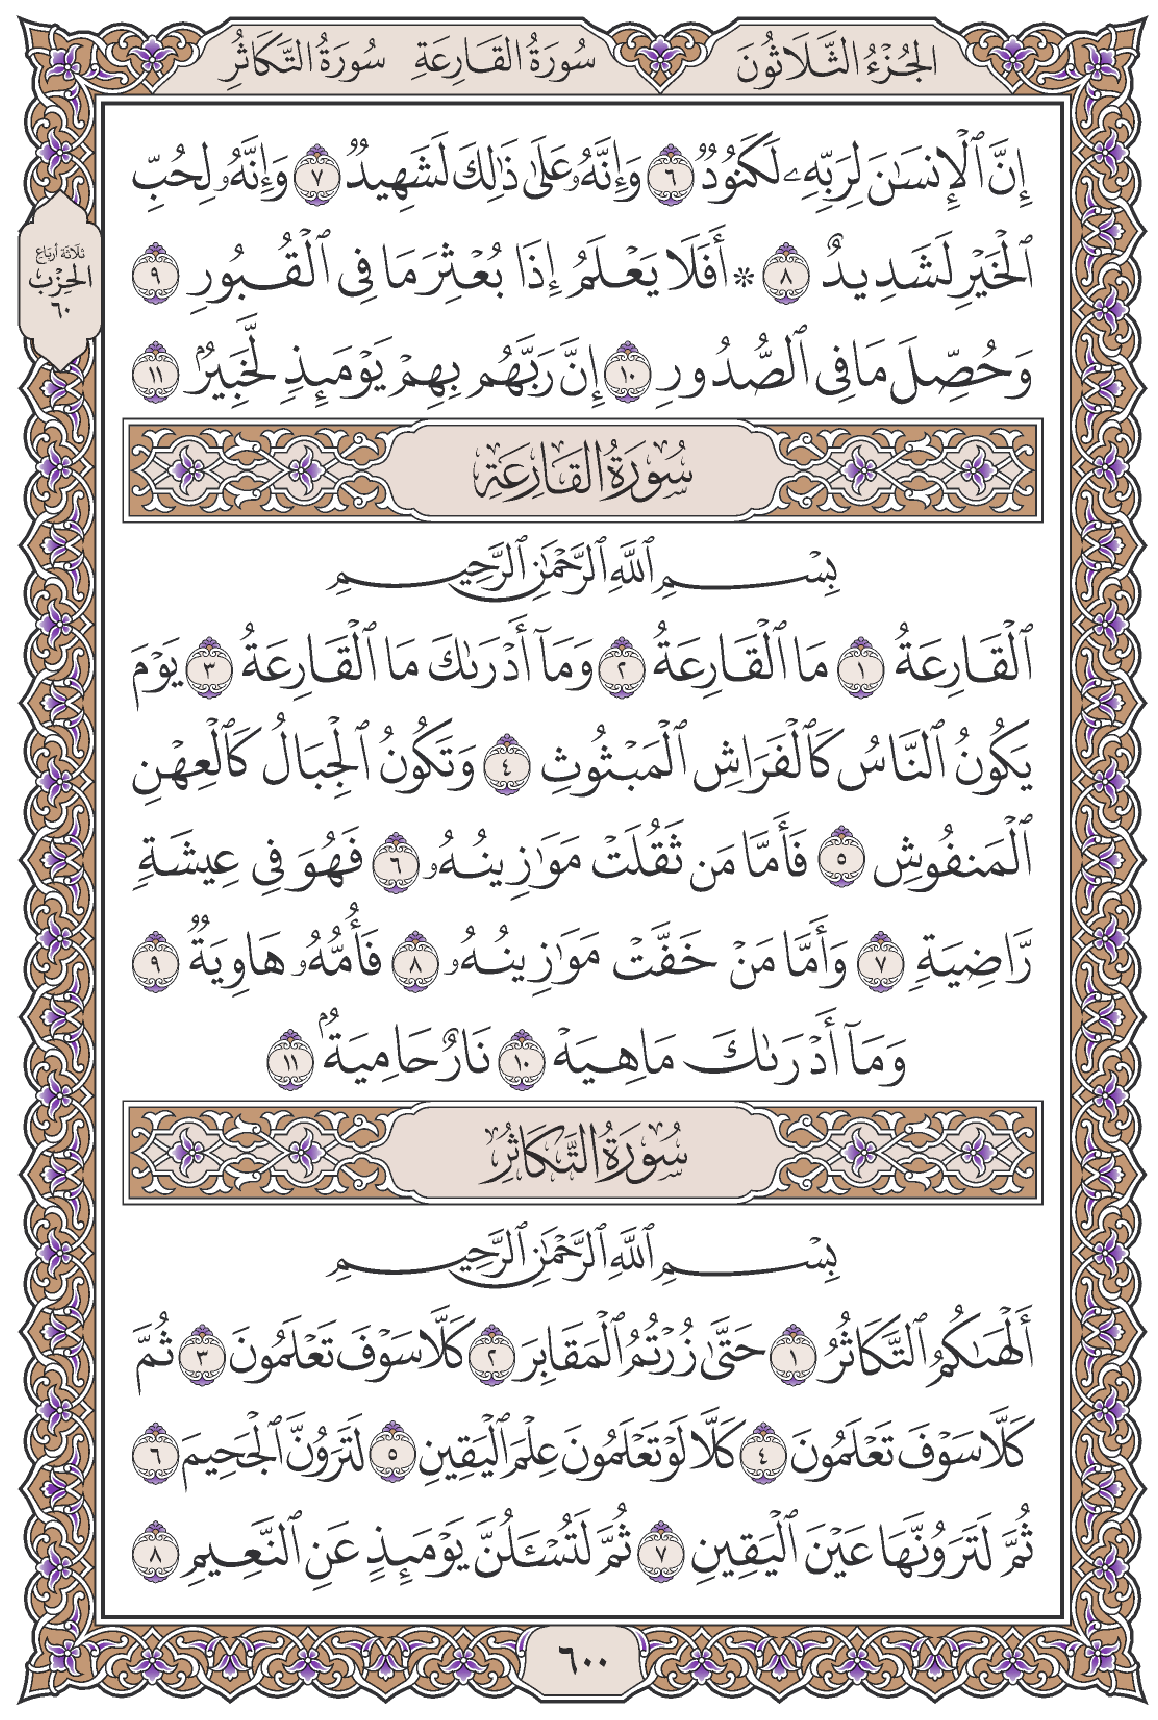 الجُزْءُ الثَّلَاثُونَ سُورَةُ القَارِعَةِ سُورَةُ التَّكَاثُرِ
إِنَّ ٱلْإِنسَٰنَ لِرَبِّهِۦ لَكَنُودٌۭ ٦ وَإِنَّهُۥ عَلَىٰ ذَٰلِكَ لَشَهِيدٌۭ ٧ وَإِنَّهُۥ لِحُبِّ
ثلاثة أرباع
الحزب
٦٠
ٱلْخَيْرِ لَشَدِيدٌ ٨ ۞ أَفَلَا يَعْلَمُ إِذَا بُعْثِرَ مَا فِى ٱلْقُبُورِ ٩
وَحُصِّلَ مَا فِى ٱلصُّدُورِ ١٠ إِنَّ رَبَّهُم بِهِمْ يَوْمَئِذٍۢ لَّخَبِيرٌۢ ١١
سُورَةُ القَارِعَةِ
بِسْمِ ٱللَّهِ ٱلرَّحْمَٰنِ ٱلرَّحِيمِ
ٱلْقَارِعَةُ ١ مَا ٱلْقَارِعَةُ ٢ وَمَآ أَدْرَىٰكَ مَا ٱلْقَارِعَةُ ٣ يَوْمَ
يَكُونُ ٱلنَّاسُ كَٱلْفَرَاشِ ٱلْمَبْثُوثِ ٤ وَتَكُونُ ٱلْجِبَالُ كَٱلْعِهْنِ
ٱلْمَنفُوشِ ٥ فَأَمَّا مَن ثَقُلَتْ مَوَٰزِينُهُۥ ٦ فَهُوَ فِى عِيشَةٍۢ
رَّاضِيَةٍۢ ٧ وَأَمَّا مَنْ خَفَّتْ مَوَٰزِينُهُۥ ٨ فَأُمُّهُۥ هَاوِيَةٌۭ ٩
وَمَآ أَدْرَىٰكَ مَا هِيَهْ ١٠ نَارٌ حَامِيَةٌۢ ١١
سُورَةُ التَّكَاثُرِ
بِسْمِ ٱللَّهِ ٱلرَّحْمَٰنِ ٱلرَّحِيمِ
أَلْهَىٰكُمُ ٱلتَّكَاثُرُ ١ حَتَّىٰ زُرْتُمُ ٱلْمَقَابِرَ ٢ كَلَّا سَوْفَ تَعْلَمُونَ ٣ ثُمَّ
كَلَّا سَوْفَ تَعْلَمُونَ ٤ كَلَّا لَوْ تَعْلَمُونَ عِلْمَ ٱلْيَقِينِ ٥ لَتَرَوُنَّ ٱلْجَحِيمَ ٦
ثُمَّ لَتَرَوُنَّهَا عَيْنَ ٱلْيَقِينِ ٧ ثُمَّ لَتُسْـَٔلُنَّ يَوْمَئِذٍ عَنِ ٱلنَّعِيمِ ٨
٦٠٠